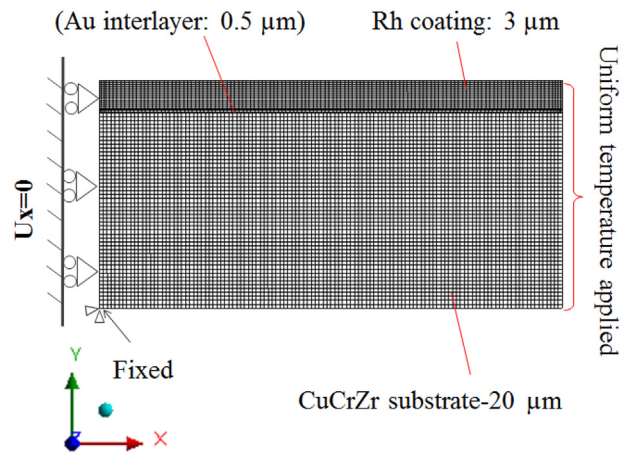 (Au interlayer: 0.5 µm)
Rh coating: 3 µm
Ux=0
Uniform temperature applied
Fixed
CuCrZr substrate-20 µm
Y
Z
X